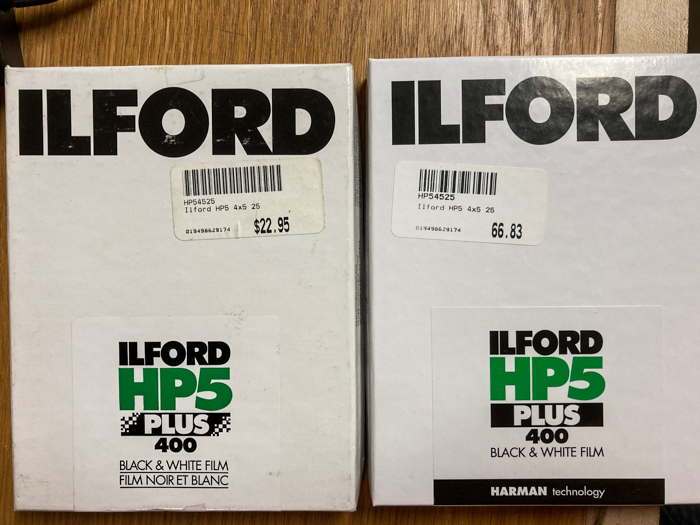 ILFORD
HP54525
Ilford HP5 4x5 25
019498629174
$22.95
ILFORD
HP5
PLUS
400
BLACK & WHITE FILM
FILM NOIR ET BLANC
ILFORD
HP54525
Ilford HP5 4x5 25
019498629174
66.83
ILFORD
HP5
PLUS
400
BLACK & WHITE FILM
HARMAN technology